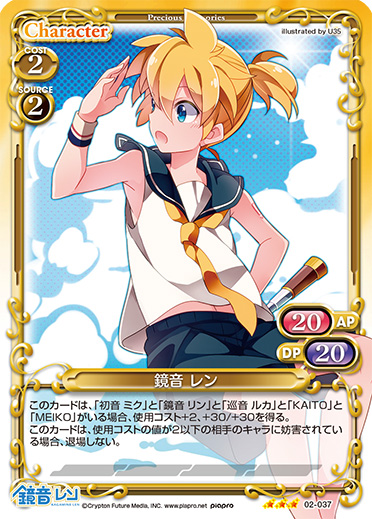 Precious Memories
illustrated by U35
Character
COST
2
SOURCE
2
20 AP
DP 20
鏡音 レン
このカードは、「初音 ミク」と「鏡音 リン」と「巡音 ルカ」と「KAITO」と
「MEIKO」がいる場合、使用コスト+2、+30/+30を得る。
このカードは、使用コストの値が2以下の相手のキャラに妨害されてい
る場合、退場しない。
鏡音 レン
KAGAMINE LEN
©Crypton Future Media, INC. www.piapro.net piapro
02-037